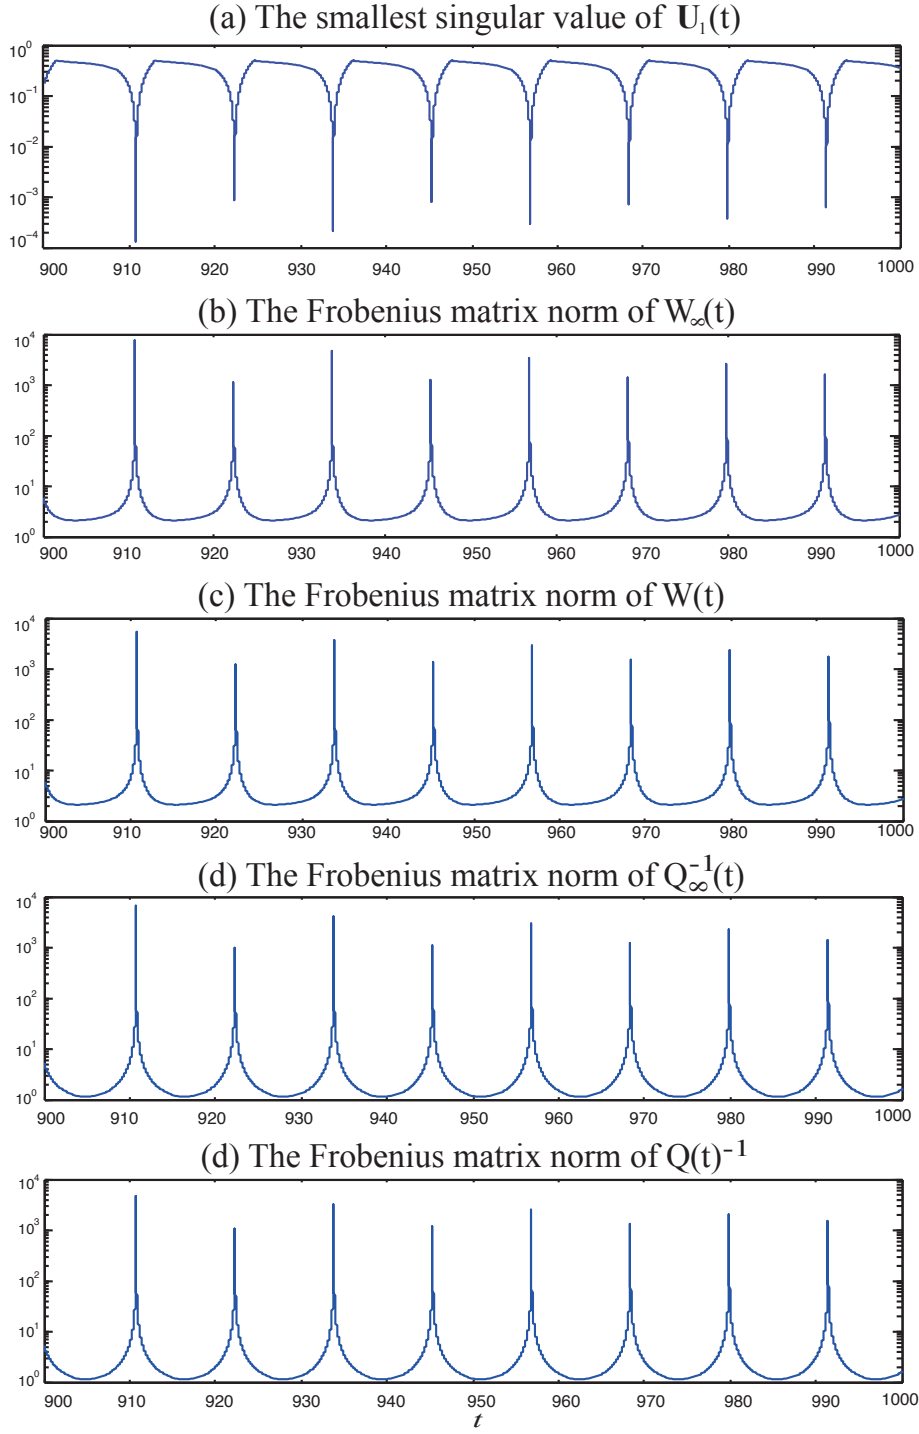 (a) The smallest singular value of U₁(t)
10⁰
10⁻¹
10⁻²
10⁻³
10⁻⁴
900 910 920 930 940 950 960 970 980 990 1000
(b) The Frobenius matrix norm of W∞(t)
10⁴
10³
10²
10¹
10⁰
900 910 920 930 940 950 960 970 980 990 1000
(c) The Frobenius matrix norm of W(t)
10⁴
10³
10²
10¹
10⁰
900 910 920 930 940 950 960 970 980 990 1000
(d) The Frobenius matrix norm of Q∞⁻¹(t)
10⁴
10³
10²
10¹
10⁰
900 910 920 930 940 950 960 970 980 990 1000
(d) The Frobenius matrix norm of Q(t)⁻¹
10⁴
10³
10²
10¹
10⁰
900 910 920 930 940 950 960 970 980 990 1000
t